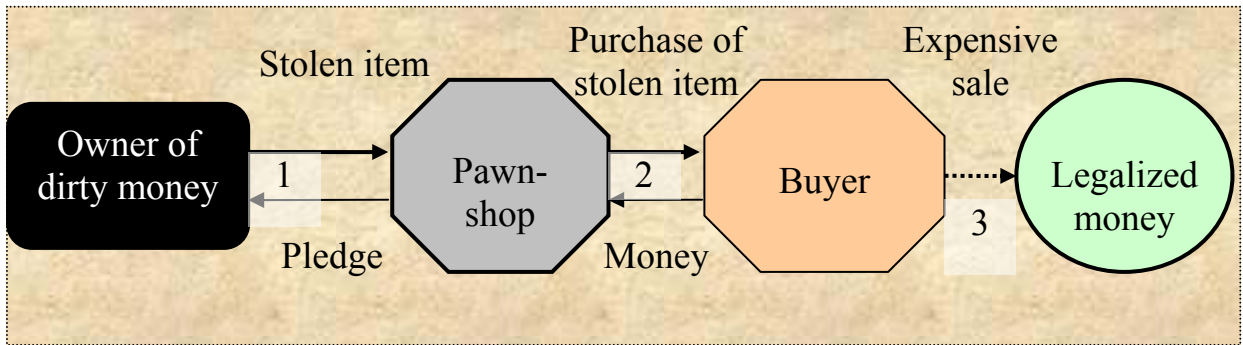 Stolen item
Purchase of
stolen item
Expensive
sale
Owner of
dirty money
1
Pawn-
shop
2
Buyer
Legalized
money
3
Pledge
Money